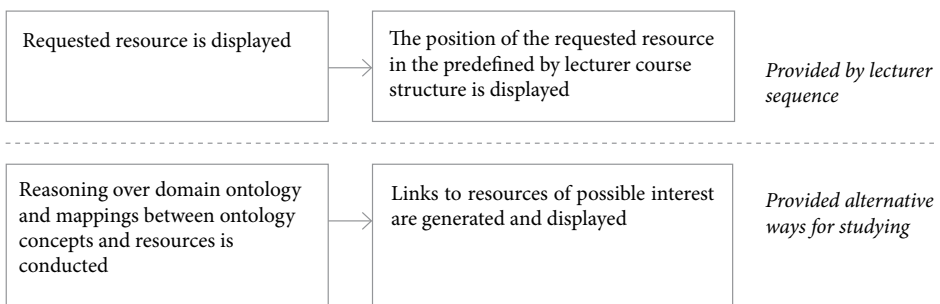 Requested resource is displayed
The position of the requested resource
in the predefined by lecturer course
structure is displayed
Provided by lecturer
sequence
Reasoning over domain ontology
and mappings between ontology
concepts and resources is
conducted
Links to resources of possible interest
are generated and displayed
Provided alternative
ways for studying